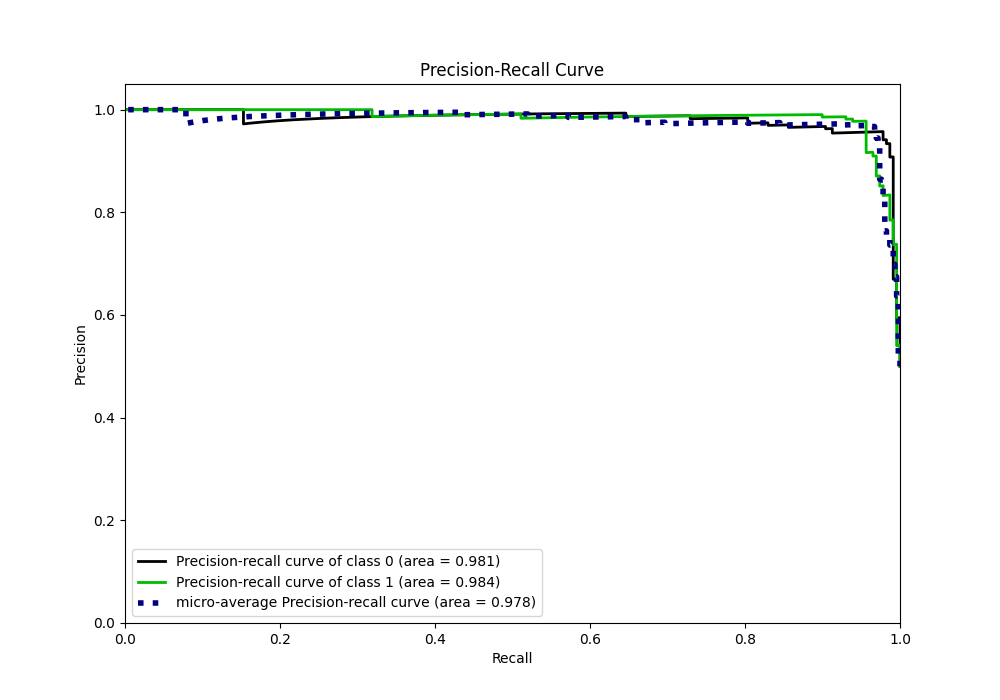 Precision-Recall Curve
1.0
0.8
0.6
0.4
0.2
0.0
Precision
Precision-recall curve of class 0 (area = 0.981)
Precision-recall curve of class 1 (area = 0.984)
micro-average Precision-recall curve (area = 0.978)
0.0 0.2 0.4 0.6 0.8 1.0
Recall